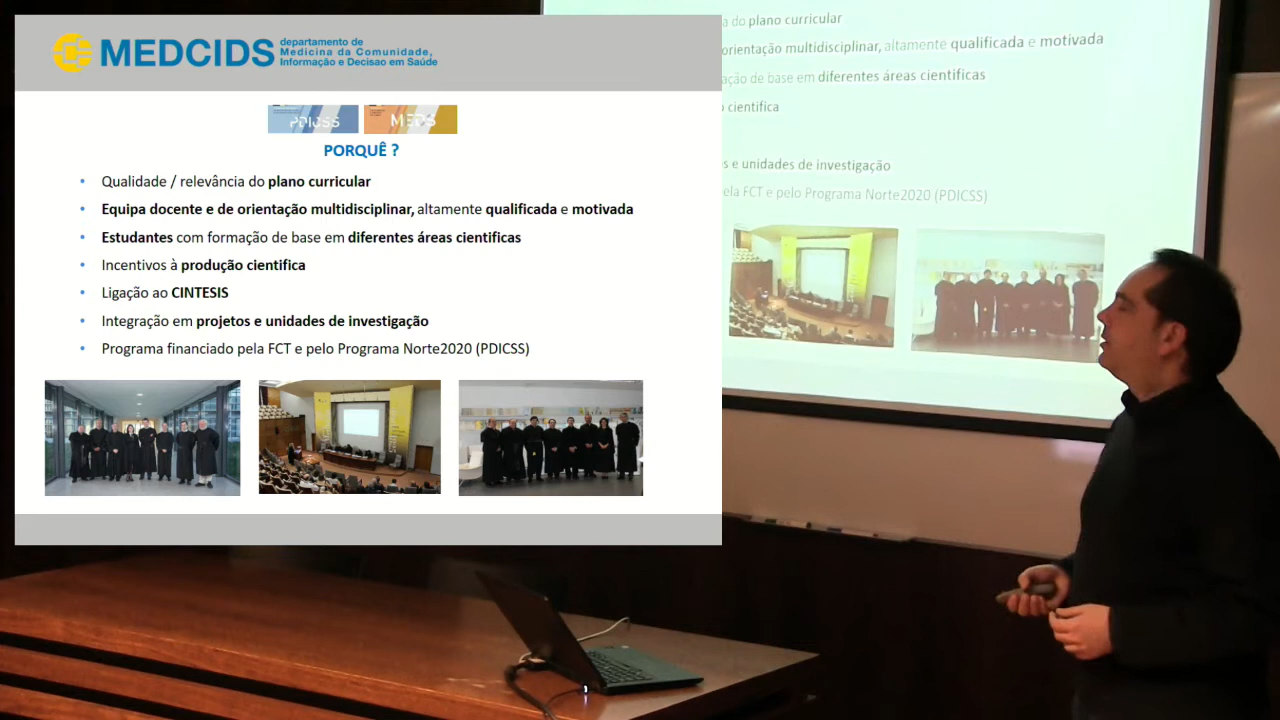 MEDCIDS
departamento de
Medicina da Comunidade,
Informação e Decisao em Saúde
PDICSS
MEDS
PORQUÊ ?
• Qualidade / relevância do plano curricular
• Equipa docente e de orientação multidisciplinar, altamente qualificada e motivada
• Estudantes com formação de base em diferentes áreas cientificas
• Incentivos à produção cientifica
• Ligação ao CINTESIS
• Integração em projetos e unidades de investigação
• Programa financiado pela FCT e pelo Programa Norte2020 (PDICSS)
do plano curricular
orientação multidisciplinar, altamente qualificada e motivada
ação de base em diferentes áreas cientificas
cientifica
s e unidades de investigação
ela FCT e pelo Programa Norte2020 (PDICSS)